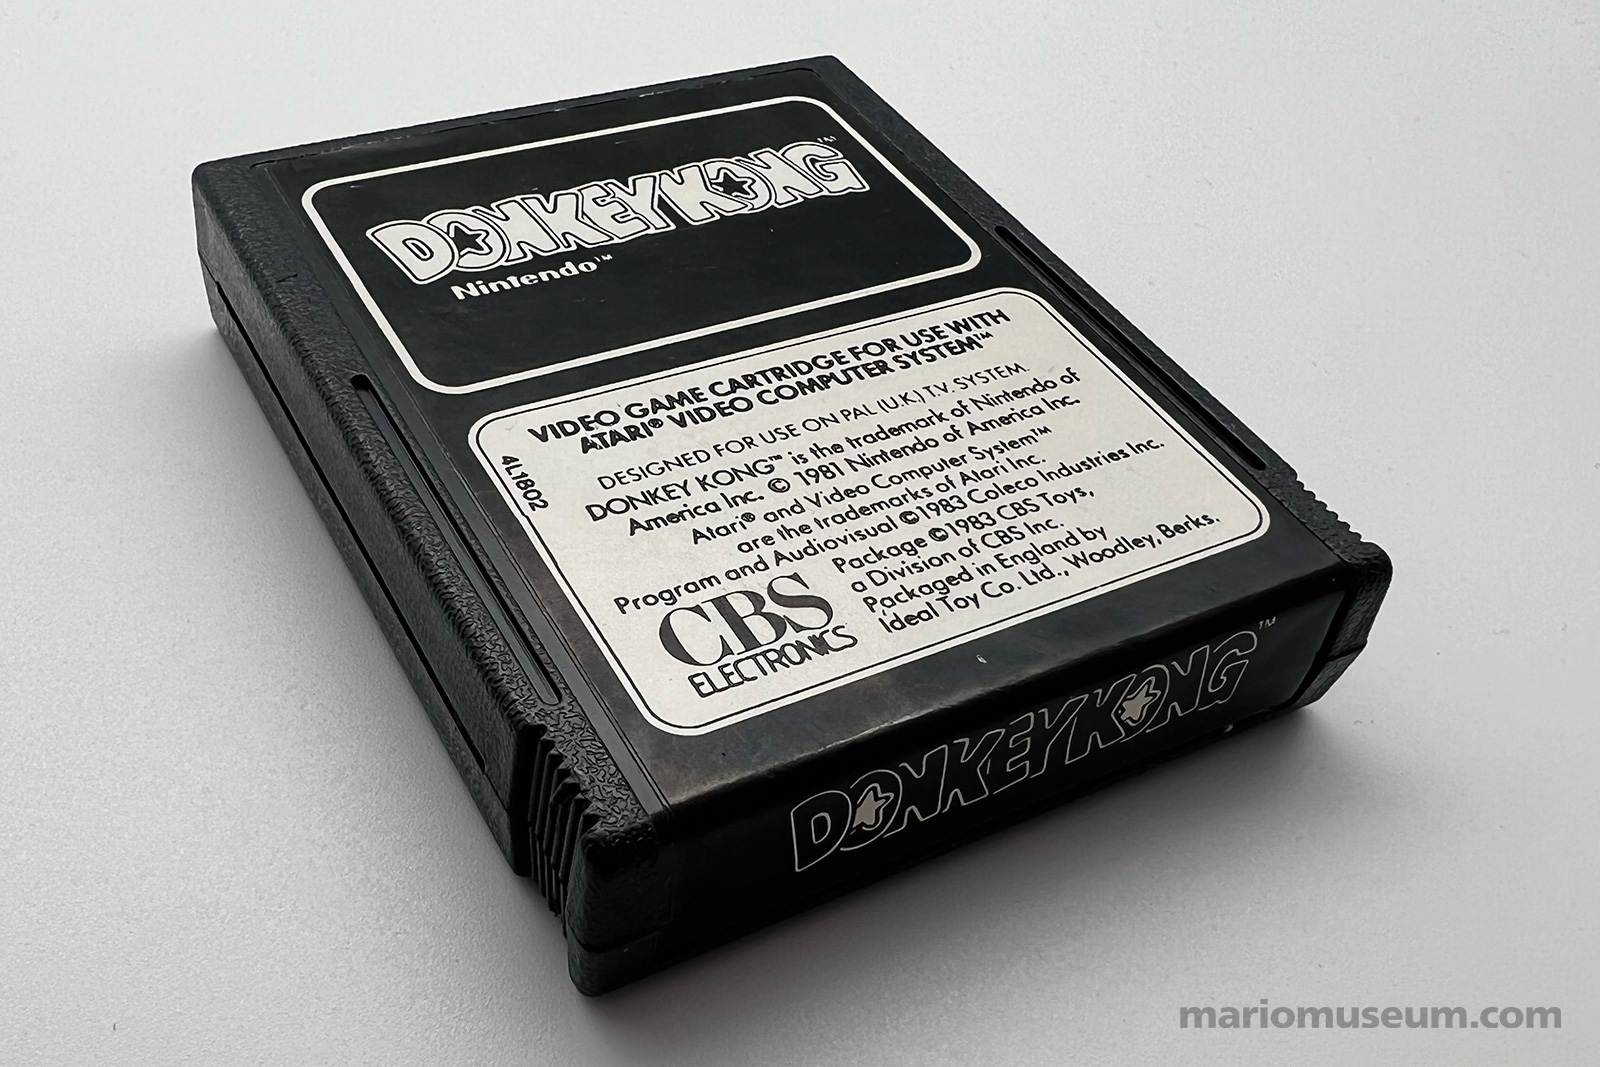 DONKEY KONG™
Nintendo™
VIDEO GAME CARTRIDGE FOR USE WITH
ATARI® VIDEO COMPUTER SYSTEM™
DESIGNED FOR USE ON PAL (U.K.) T.V. SYSTEM.
DONKEY KONG™ is the trademark of Nintendo of
America Inc. © 1981 Nintendo of America Inc.
Atari® and Video Computer System™
are the trademarks of Atari Inc.
Program and Audiovisual ©1983 Coleco Industries Inc.
Package ©1983 CBS Toys,
a Division of CBS Inc.
Packaged in England by
Ideal Toy Co. Ltd., Woodley, Berks.
CBS
ELECTRONICS
4L1802
DONKEY KONG™
mariomuseum.com